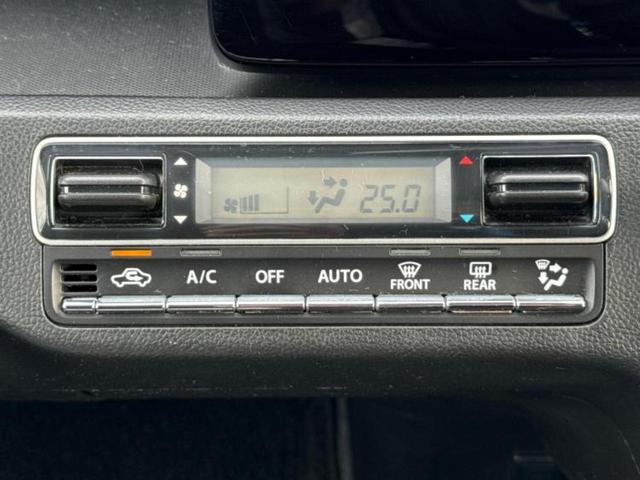 25.0
A/C OFF AUTO FRONT REAR